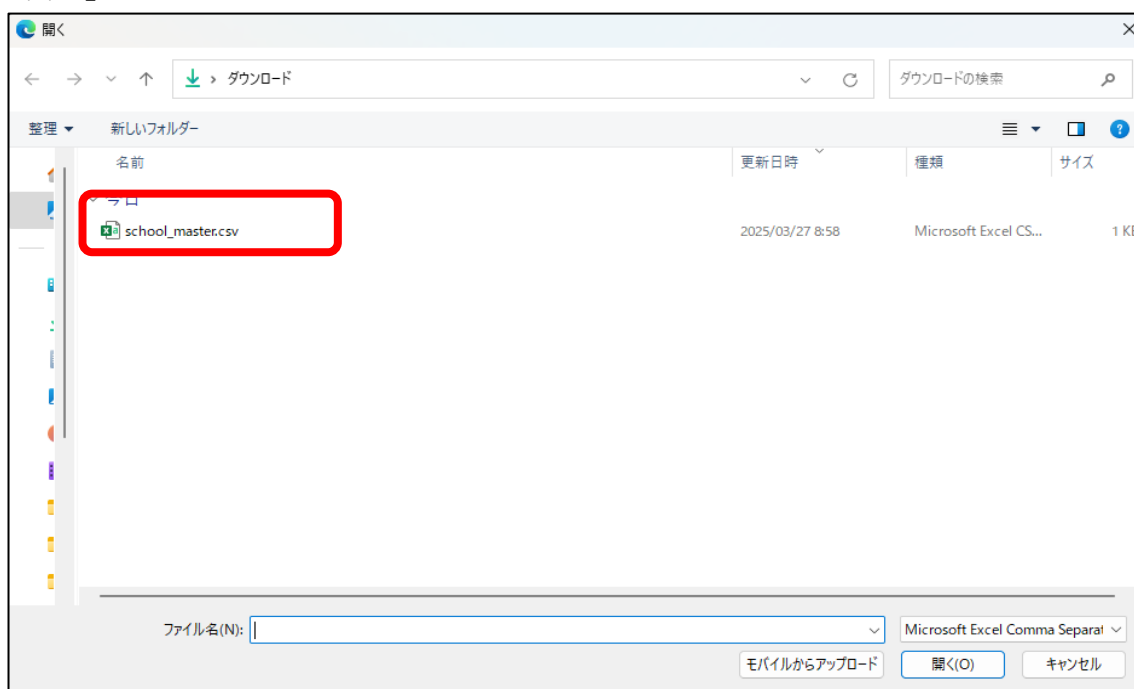 開く
ダウンロード ダウンロードの検索
整理 新しいフォルダー
名前 更新日時 種類 サイズ
今日
school_master.csv 2025/03/27 8:58 Microsoft Excel CS... 1
ファイル名(N): Microsoft Excel Comma Separat
モバイルからアップロード 開く(O) キャンセル